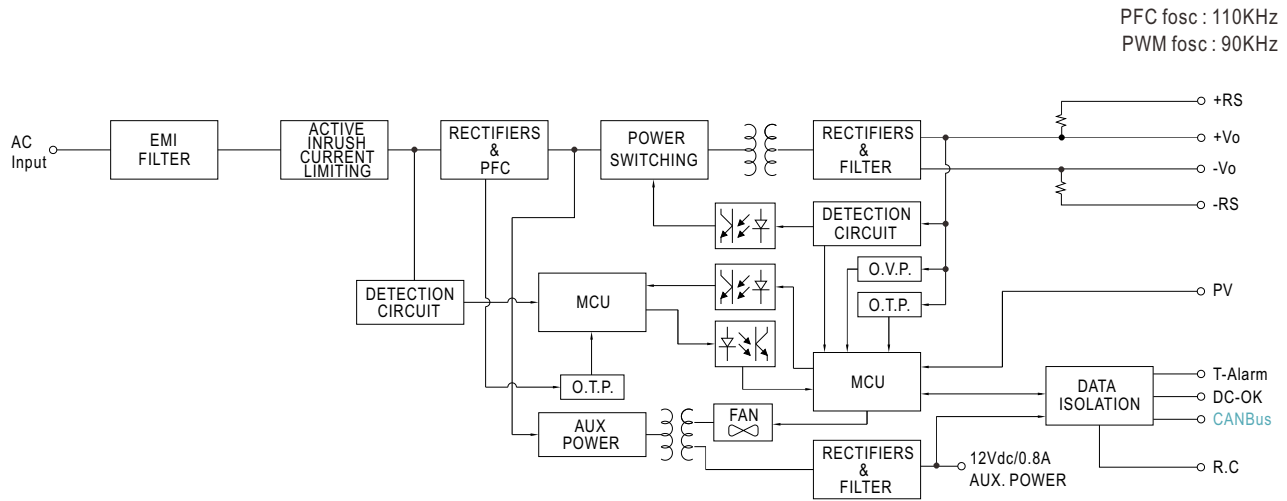 PFC fosc : 110KHz
PWM fosc : 90KHz
AC
Input
EMI
FILTER
ACTIVE
INRUSH
CURRENT
LIMITING
RECTIFIERS
&
PFC
POWER
SWITCHING
RECTIFIERS
&
FILTER
+RS
+Vo
-Vo
-RS
DETECTION
CIRCUIT
O.V.P.
O.T.P.
PV
DETECTION
CIRCUIT
MCU
O.T.P.
MCU
DATA
ISOLATION
T-Alarm
DC-OK
CANBus
R.C
AUX
POWER
FAN
RECTIFIERS
&
FILTER
12Vdc/0.8A
AUX. POWER